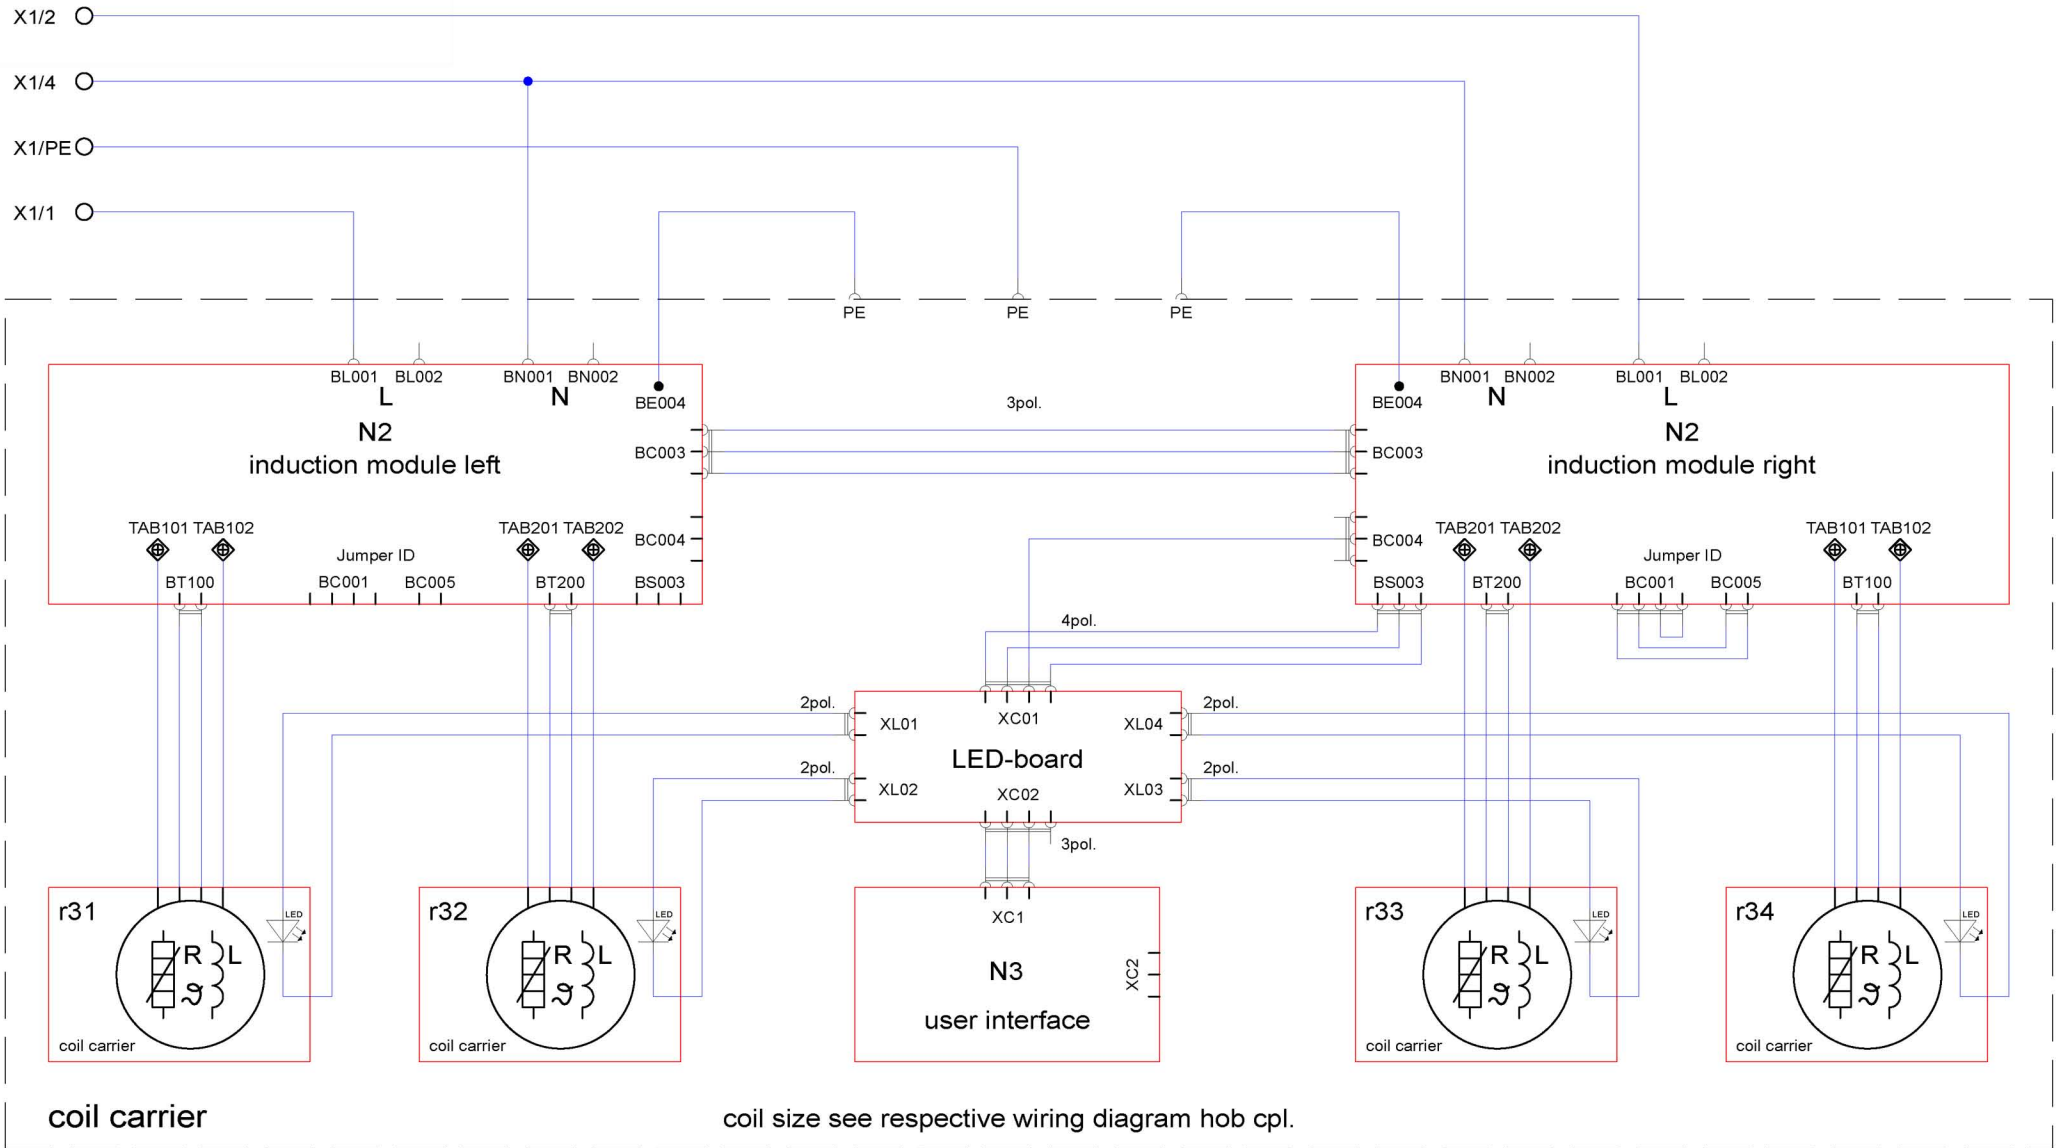 X1/2
X1/4
X1/PE
X1/1
PE PE PE
BL001 BL002 BN001 BN002
L N
BE004
N2
induction module left
BC003
TAB101 TAB102 TAB201 TAB202
BC004
Jumper ID
BT100 BC001 BC005 BT200 BS003
3pol.
BN001 BN002 BL001 BL002
N L
BE004
N2
induction module right
BC003
BC004
TAB201 TAB202 TAB101 TAB102
Jumper ID
BS003 BT200 BC001 BC005 BT100
4pol.
2pol. 2pol.
XL01 XC01 XL04
LED-board
2pol. 2pol.
XL02 XC02 XL03
3pol.
r31 LED
R L
ϑ
coil carrier
r32 LED
R L
ϑ
coil carrier
XC1
N3
XC2
user interface
r33 LED
R L
ϑ
coil carrier
r34 LED
R L
ϑ
coil carrier
coil carrier
coil size see respective wiring diagram hob cpl.